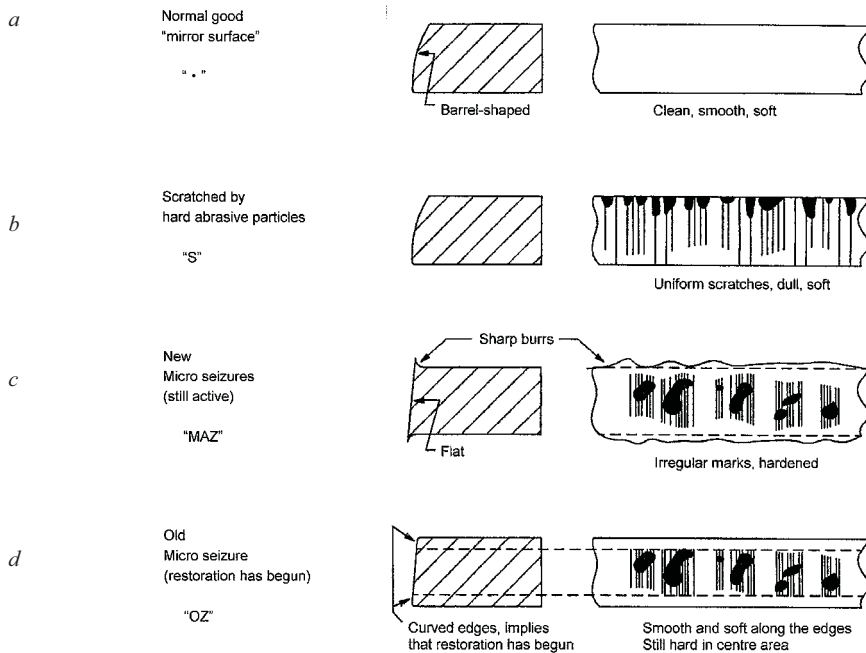 a
Normal good
“mirror surface”
“ • ”
Barrel-shaped
Clean, smooth, soft
b
Scratched by
hard abrasive particles
“S”
Uniform scratches, dull, soft
c
New
Micro seizures
(still active)
“MAZ”
Sharp burrs
Flat
Irregular marks, hardened
d
Old
Micro seizure
(restoration has begun)
“OZ”
Curved edges, implies
that restoration has begun
Smooth and soft along the edges
Still hard in centre area